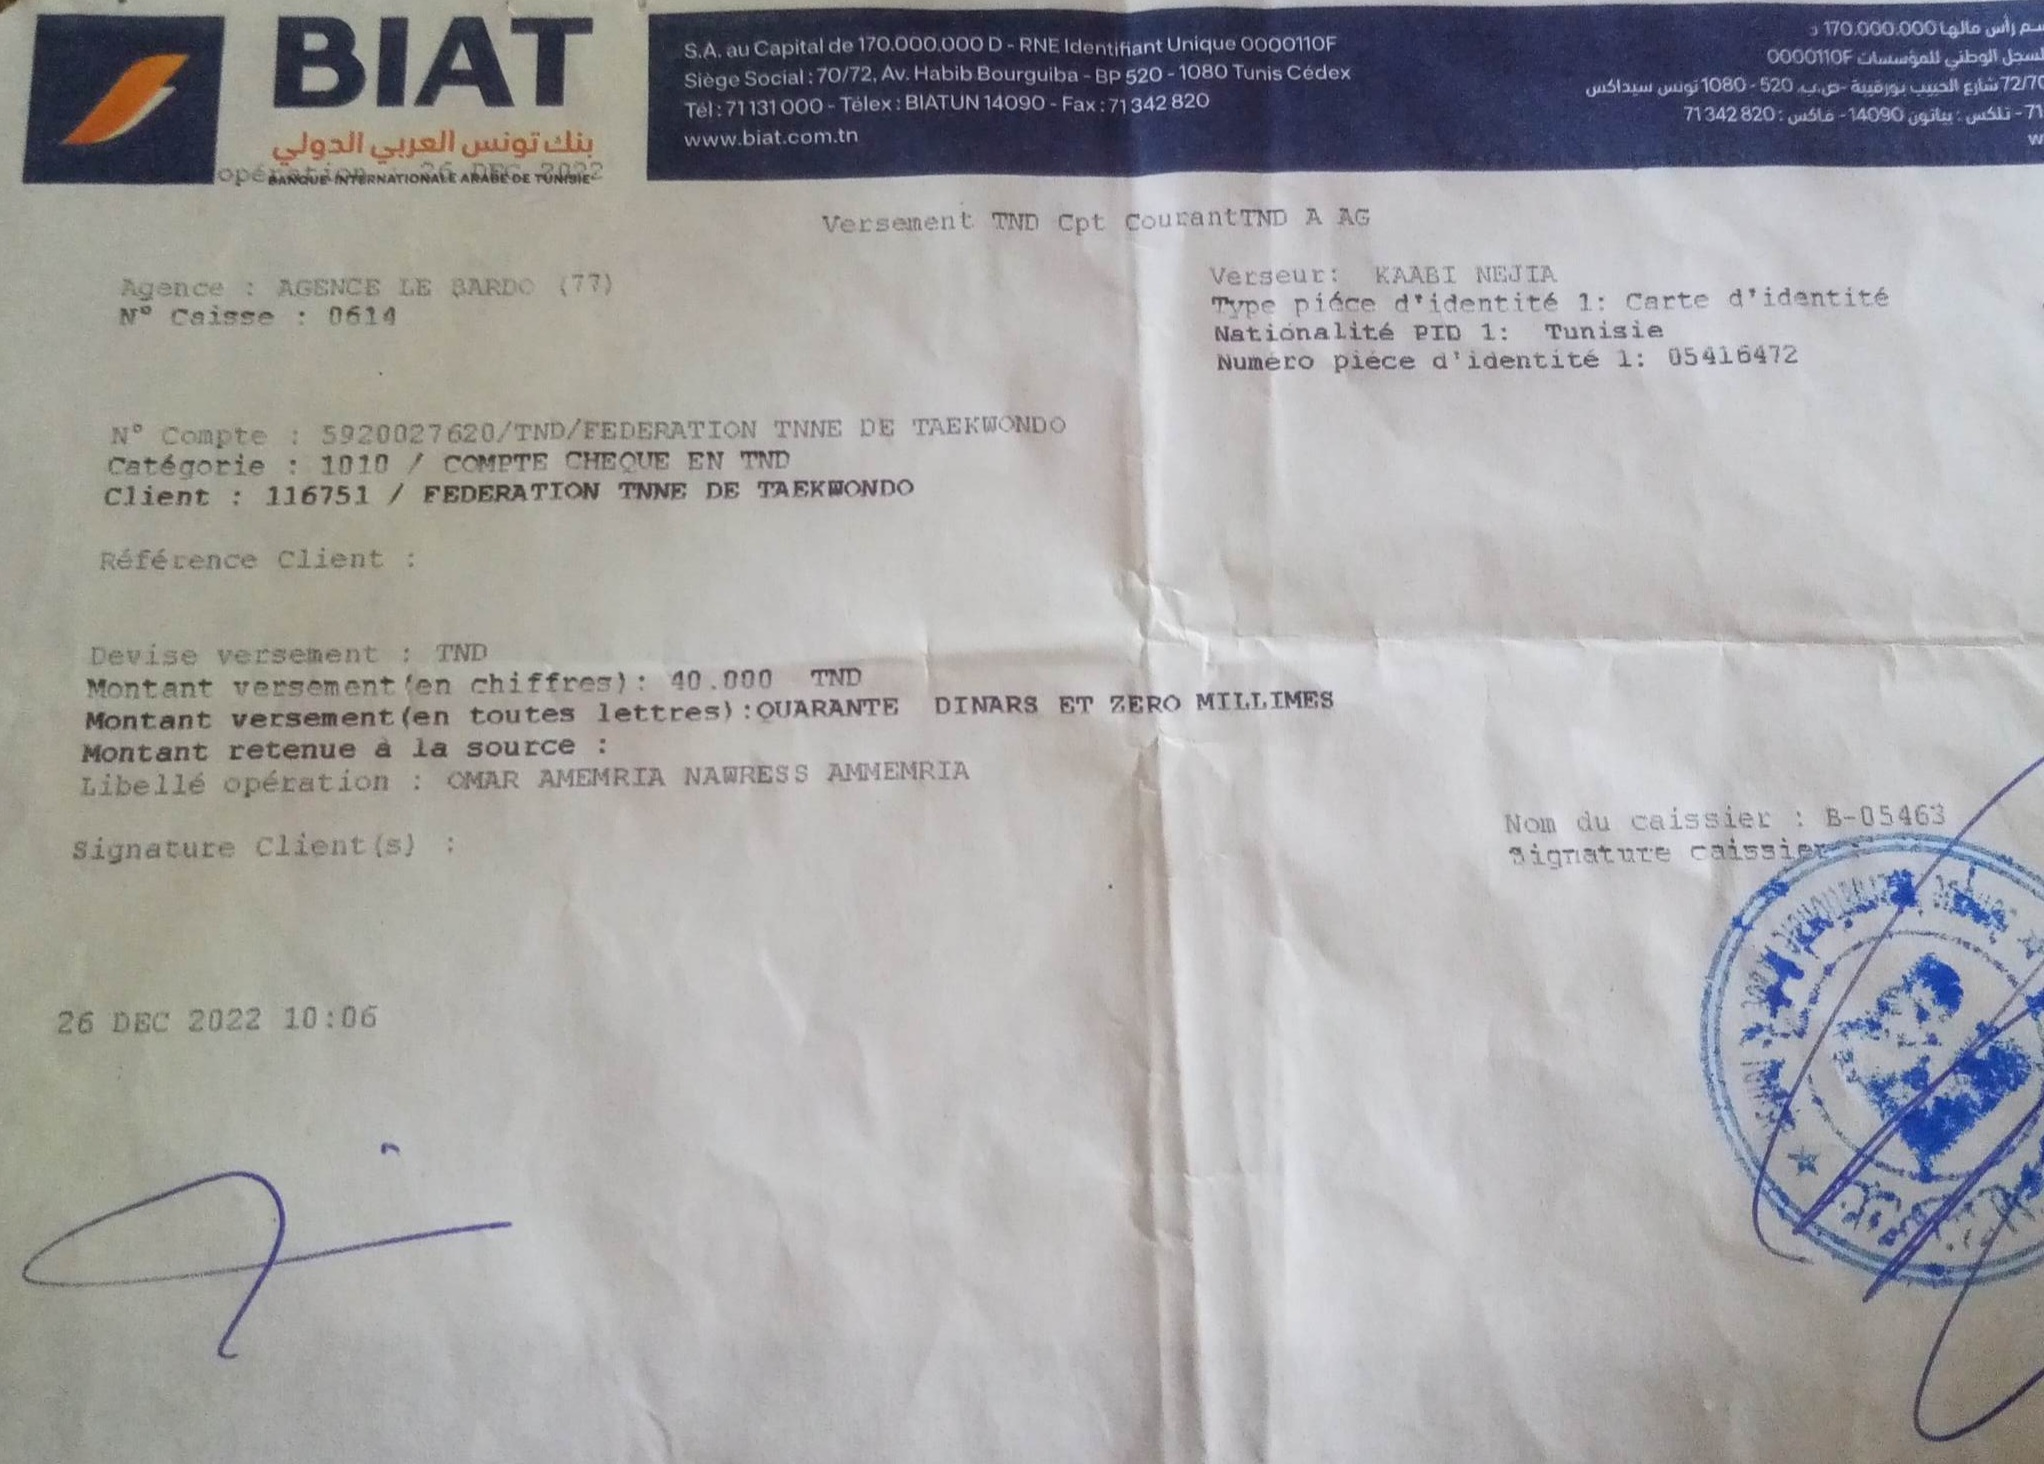 BIAT
بنك تونس العربي الدولي
BANQUE INTERNATIONALE ARABE DE TUNISIE
opération : 26 DEC 2022
S.A. au Capital de 170.000.000 D - RNE Identifiant Unique 0000110F
Siège Social : 70/72, Av. Habib Bourguiba - BP 520 - 1080 Tunis Cédex
Tél : 71 131 000 - Télex : BIATUN 14090 - Fax : 71 342 820
www.biat.com.tn
رأس مالها 170.000.000 د
الوطني للمؤسسات 0000110F
شارع الحبيب بورقيبة -ص.ب. 520 - 1080 تونس سيداكس
تلكس : بياتون 14090 - فاكس : 71 342 820
Versement TND Cpt CourantTND A AG
Agence : AGENCE LE BARDO (77)
N° Caisse : 0614
Verseur: KAABI NEJIA
Type piéce d'identité 1: Carte d'identité
Nationalité PID 1: Tunisie
Numéro piéce d'identité 1: 05416472
N° Compte : 5920027620/TND/FEDERATION TNNE DE TAEKWONDO
Catégorie : 1010 / COMPTE CHEQUE EN TND
Client : 116751 / FEDERATION TNNE DE TAEKWONDO
Référence Client :
Devise versement : TND
Montant versement(en chiffres): 40.000 TND
Montant versement(en toutes lettres):QUARANTE DINARS ET ZERO MILLIMES
Montant retenue à la source :
Libellé opération : OMAR AMEMRIA NAWRESS AMMEMRIA
Signature Client(s) :
Nom du caissier : B-05463
Signature caissier :
26 DEC 2022 10:06